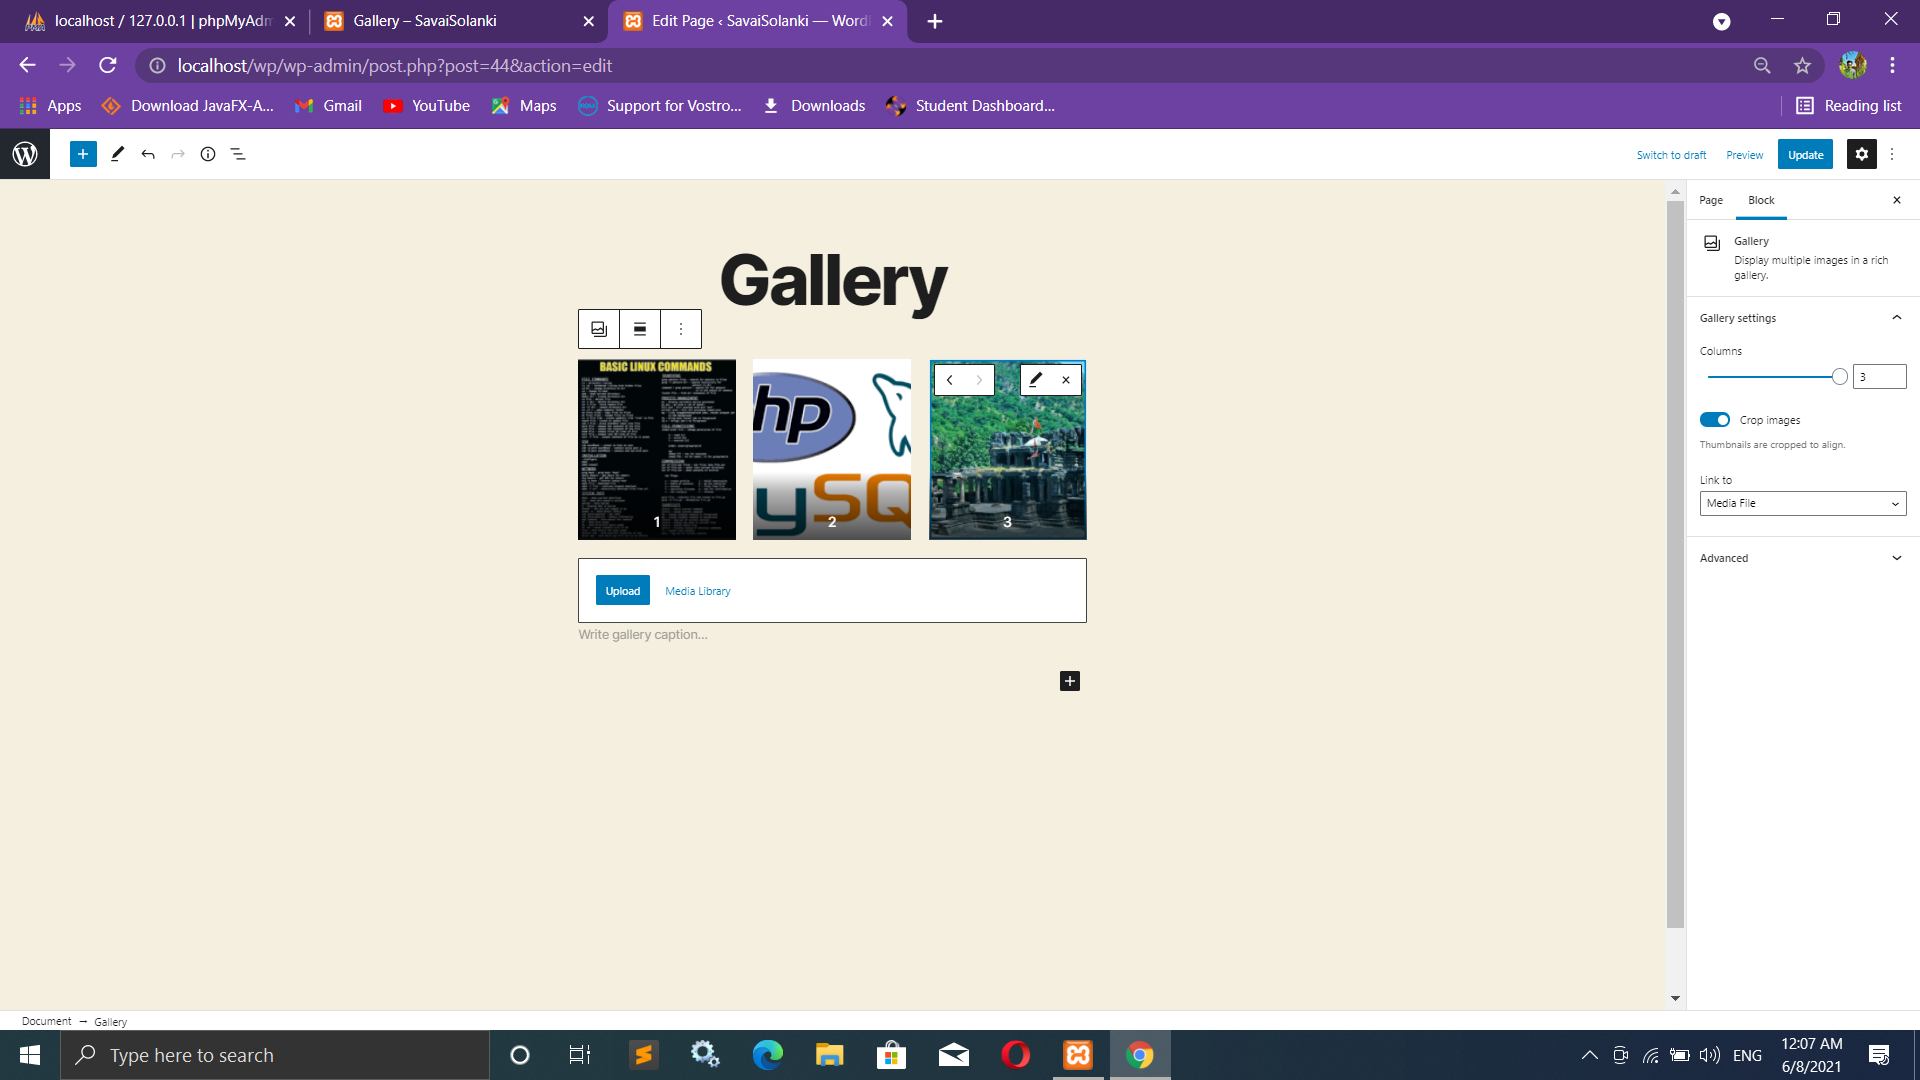 localhost / 127.0.0.1 | phpMyAdm
Gallery – SavaiSolanki
Edit Page ‹ SavaiSolanki — Word
localhost/wp/wp-admin/post.php?post=44&action=edit
Apps
Download JavaFX-A...
Gmail
YouTube
Maps
Support for Vostro...
Downloads
Student Dashboard...
Reading list
Switch to draft
Preview
Update
Page
Block
Gallery
Display multiple images in a rich
gallery.
Gallery settings
Columns
3
Crop images
Thumbnails are cropped to align.
Link to
Media File
Advanced
Gallery
BASIC LINUX COMMANDS
1
hp
ySQ
2
3
Upload
Media Library
Write gallery caption...
Document → Gallery
Type here to search
ENG
12:07 AM
6/8/2021